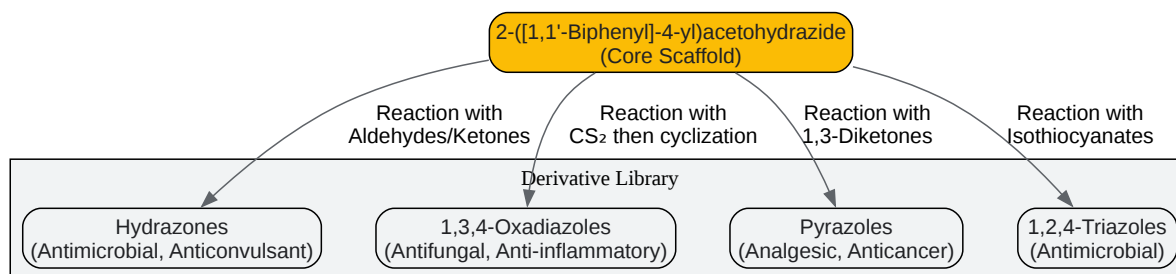 2-([1,1'-Biphenyl]-4-yl)acetohydrazide
(Core Scaffold)
Reaction with
Aldehydes/Ketones
Reaction with
CS₂ then cyclization
Reaction with
1,3-Diketones
Reaction with
Isothiocyanates
Derivative Library
Hydrazones
(Antimicrobial, Anticonvulsant)
1,3,4-Oxadiazoles
(Antifungal, Anti-inflammatory)
Pyrazoles
(Analgesic, Anticancer)
1,2,4-Triazoles
(Antimicrobial)